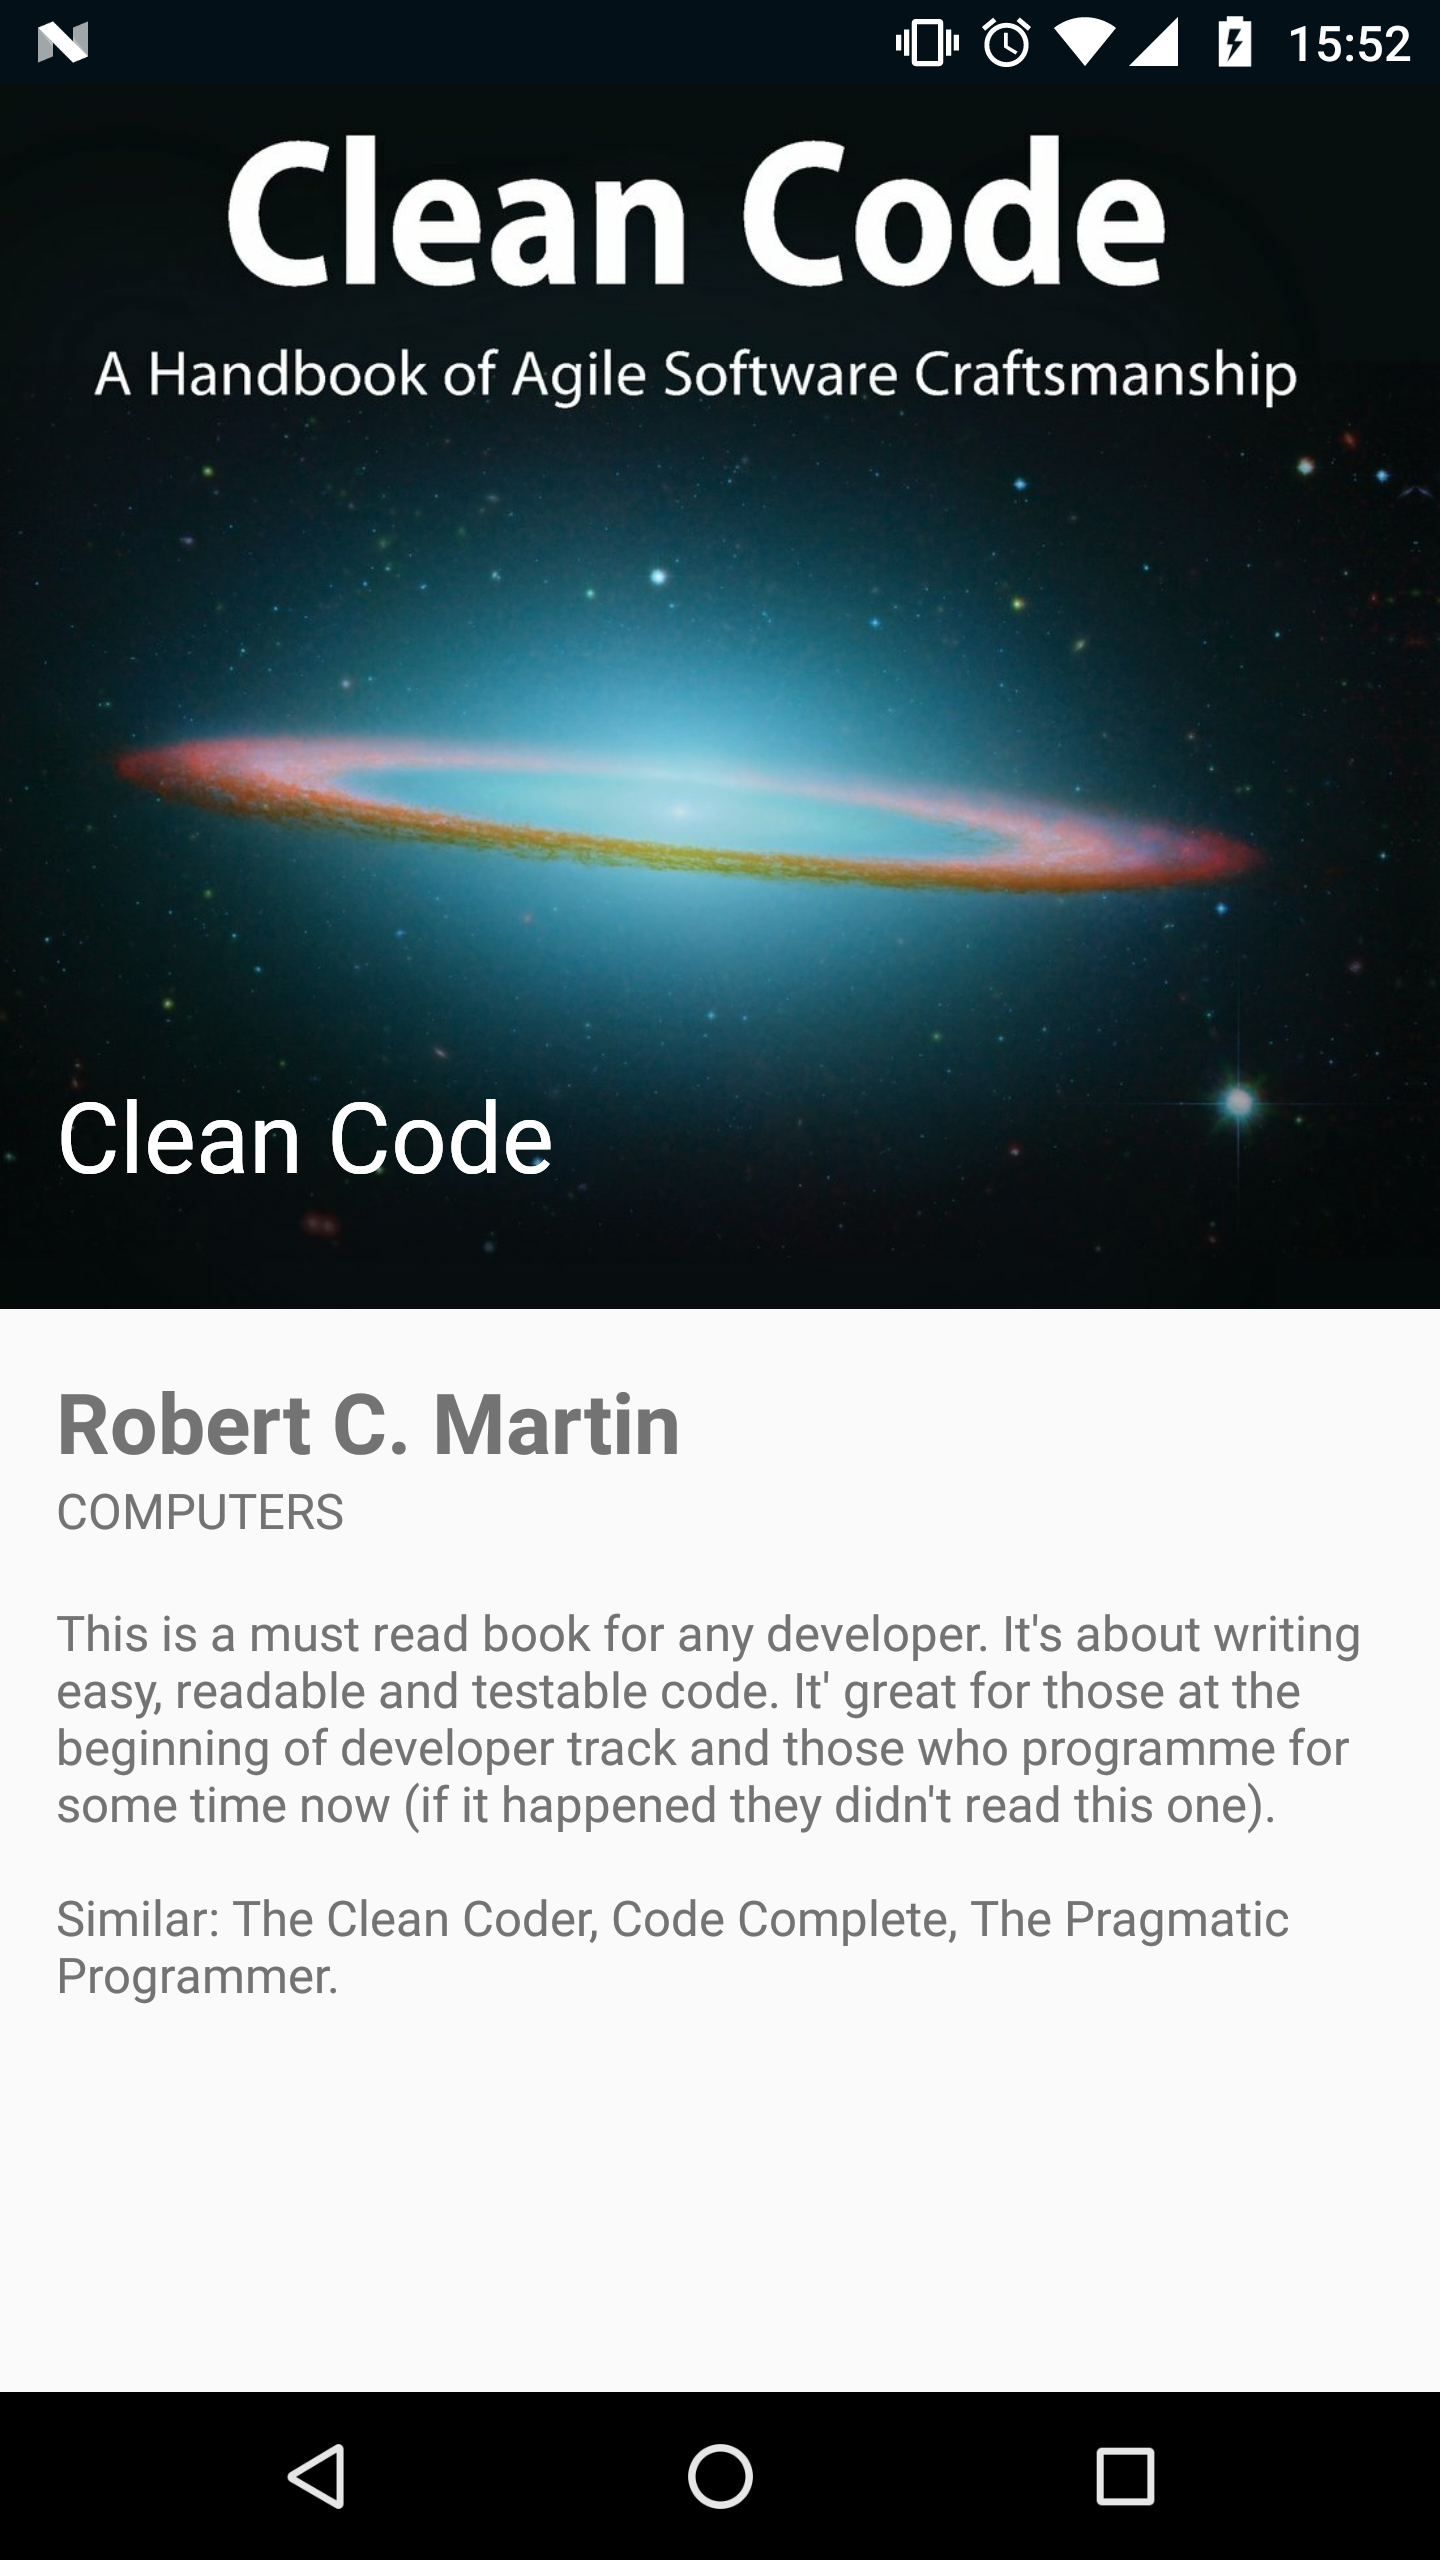 15:52
Clean Code
A Handbook of Agile Software Craftsmanship
Clean Code
Robert C. Martin
COMPUTERS
This is a must read book for any developer. It's about writing
easy, readable and testable code. It' great for those at the
beginning of developer track and those who programme for
some time now (if it happened they didn't read this one).
Similar: The Clean Coder, Code Complete, The Pragmatic
Programmer.